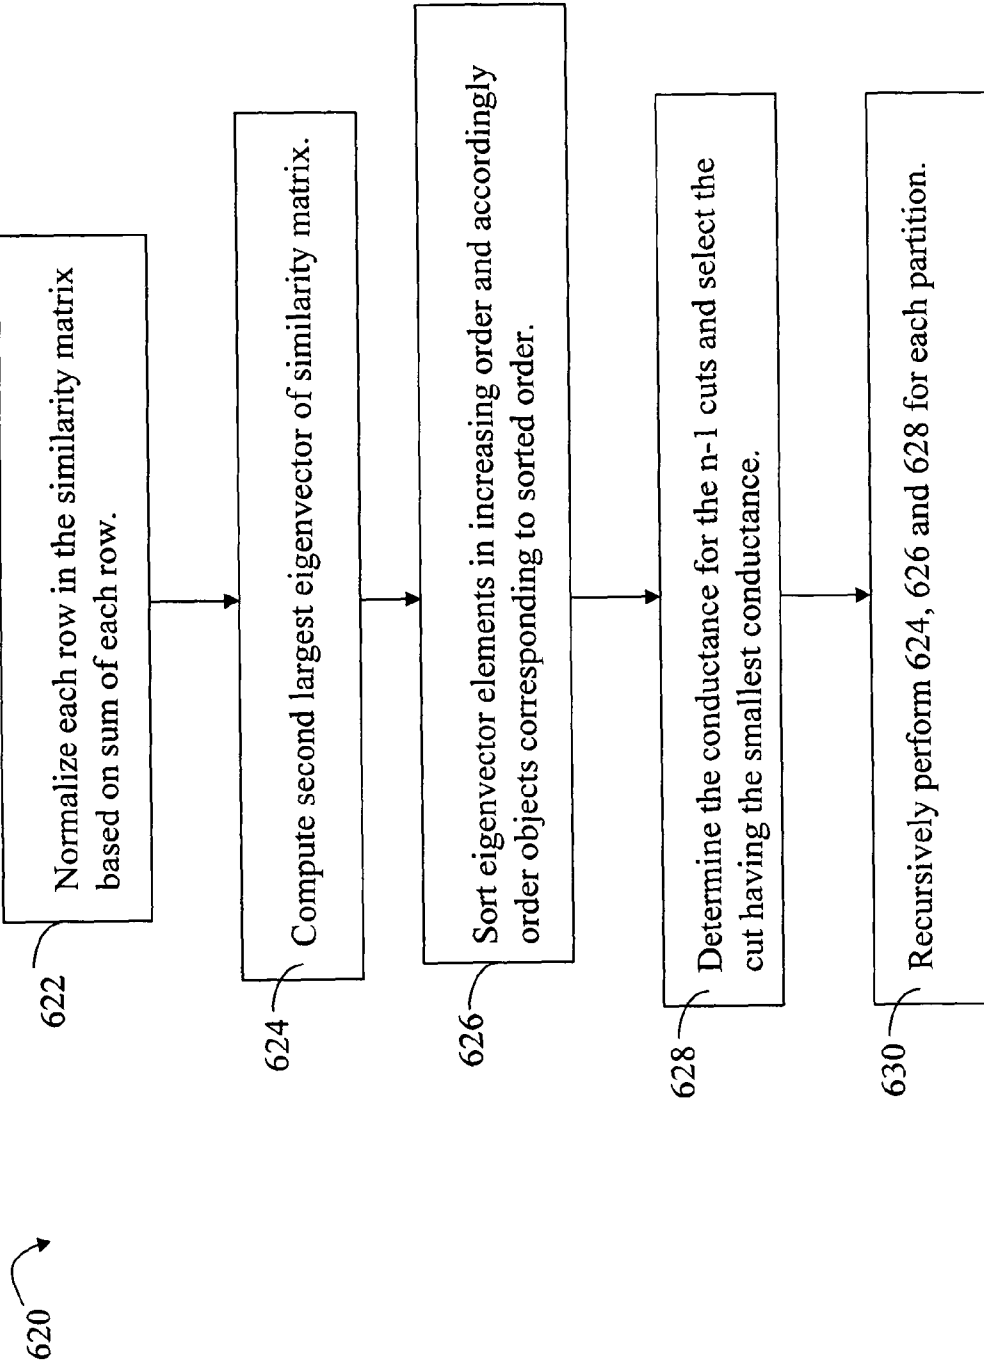 620
622
Normalize each row in the similarity matrix
based on sum of each row.
624
Compute second largest eigenvector of similarity matrix.
626
Sort eigenvector elements in increasing order and accordingly
order objects corresponding to sorted order.
628
Determine the conductance for the n-1 cuts and select the
cut having the smallest conductance.
630
Recursively perform 624, 626 and 628 for each partition.